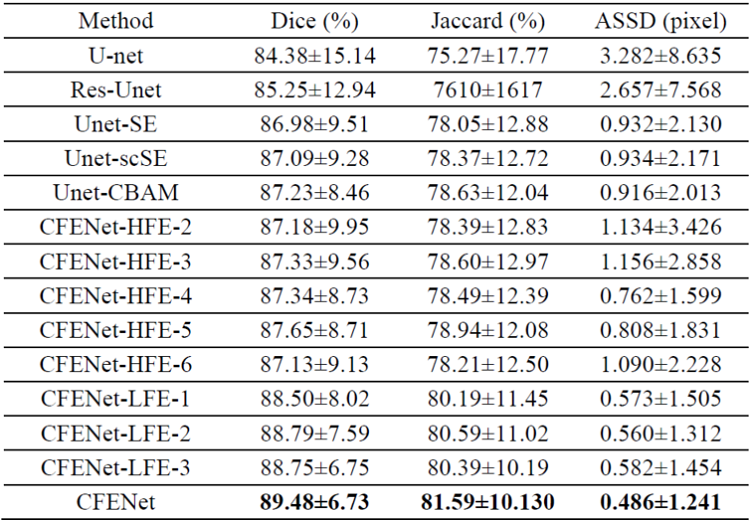 Method Dice (%) Jaccard (%) ASSD (pixel)
U-net 84.38±15.14 75.27±17.77 3.282±8.635
Res-Unet 85.25±12.94 7610±1617 2.657±7.568
Unet-SE 86.98±9.51 78.05±12.88 0.932±2.130
Unet-scSE 87.09±9.28 78.37±12.72 0.934±2.171
Unet-CBAM 87.23±8.46 78.63±12.04 0.916±2.013
CFENet-HFE-2 87.18±9.95 78.39±12.83 1.134±3.426
CFENet-HFE-3 87.33±9.56 78.60±12.97 1.156±2.858
CFENet-HFE-4 87.34±8.73 78.49±12.39 0.762±1.599
CFENet-HFE-5 87.65±8.71 78.94±12.08 0.808±1.831
CFENet-HFE-6 87.13±9.13 78.21±12.50 1.090±2.228
CFENet-LFE-1 88.50±8.02 80.19±11.45 0.573±1.505
CFENet-LFE-2 88.79±7.59 80.59±11.02 0.560±1.312
CFENet-LFE-3 88.75±6.75 80.39±10.19 0.582±1.454
CFENet 89.48±6.73 81.59±10.130 0.486±1.241